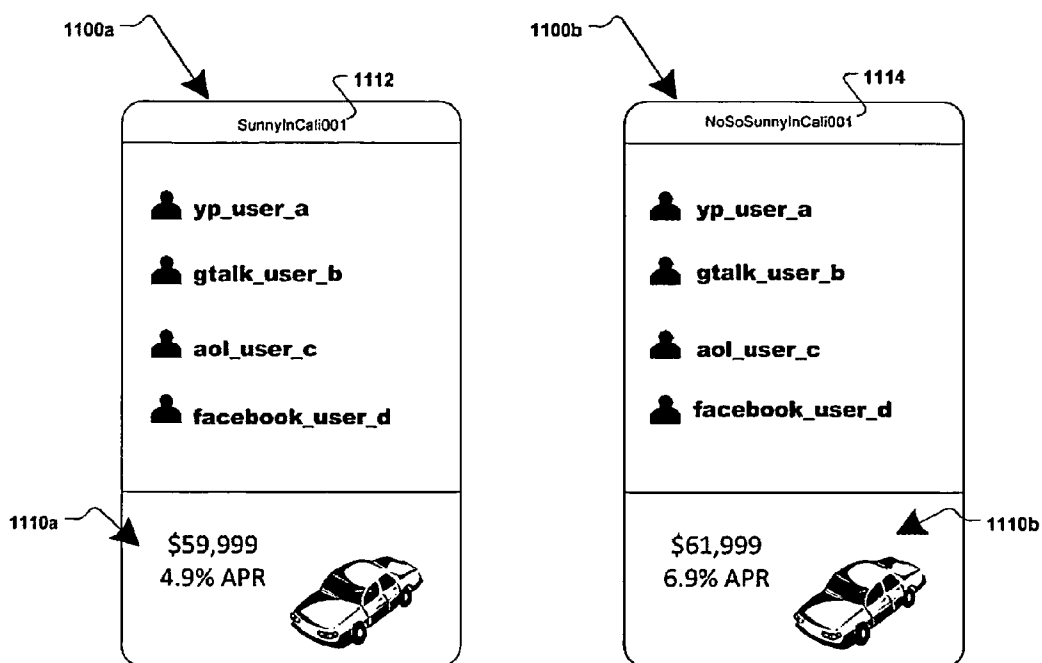 1100a
1112
SunnyInCali001
yp_user_a
gtalk_user_b
aol_user_c
facebook_user_d
1110a
$59,999
4.9% APR
1100b
1114
NoSoSunnyInCali001
yp_user_a
gtalk_user_b
aol_user_c
facebook_user_d
$61,999
6.9% APR
1110b